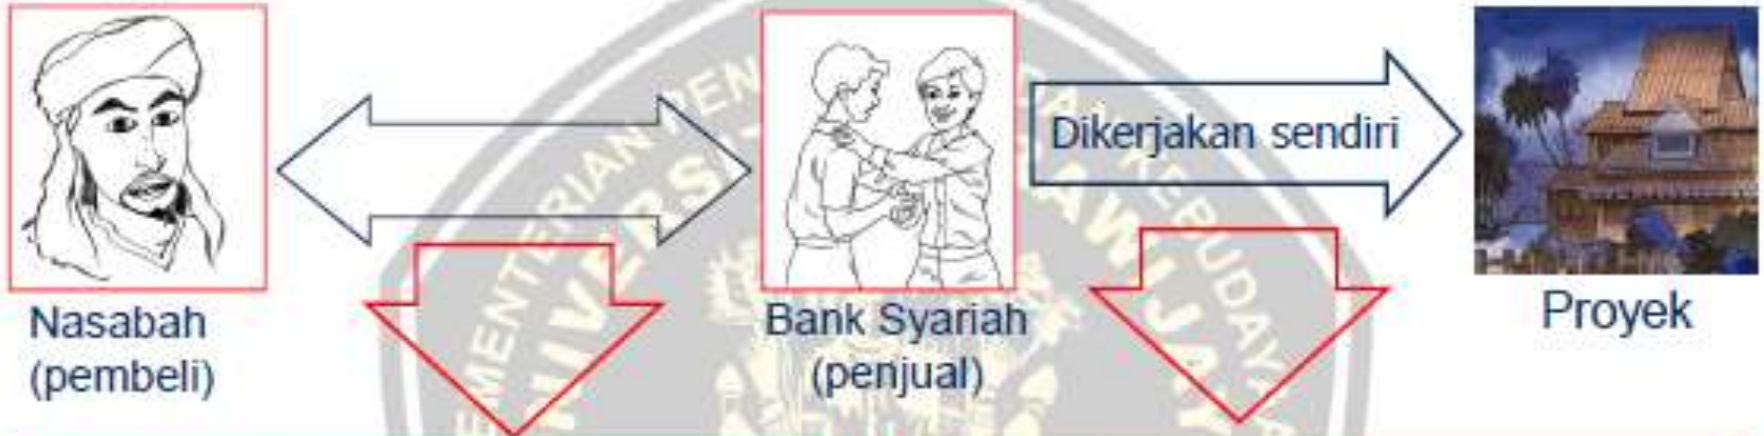 Dikerjakan sendiri
Nasabah
(pembeli)
Bank Syariah
(penjual)
Proyek